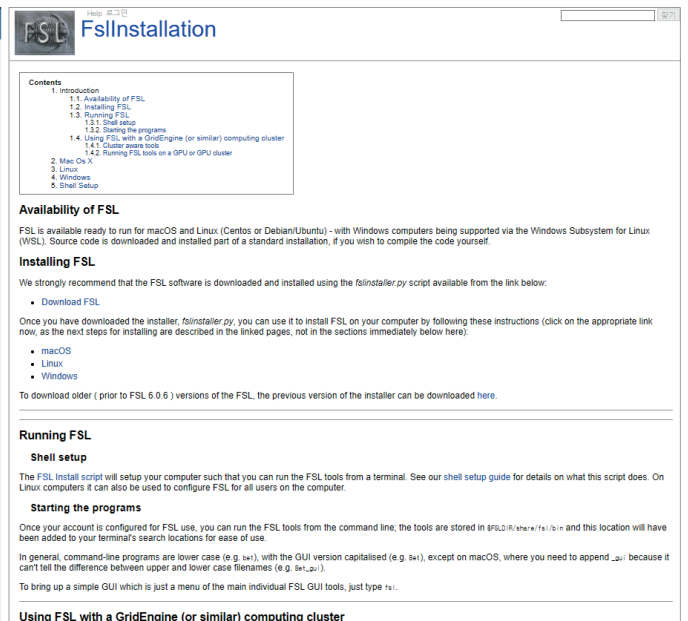 FSL
Help 로그인
FslInstallation
찾기
Contents
1. Introduction
1.1. Availability of FSL
1.2. Installing FSL
1.3. Running FSL
1.3.1. Shell setup
1.3.2. Starting the programs
1.4. Using FSL with a GridEngine (or similar) computing cluster
1.4.1. Cluster aware tools
1.4.2. Running FSL tools on a GPU or GPU cluster
2. Mac Os X
3. Linux
4. Windows
5. Shell Setup
Availability of FSL
FSL is available ready to run for macOS and Linux (Centos or Debian/Ubuntu) - with Windows computers being supported via the Windows Subsystem for Linux
(WSL). Source code is downloaded and installed part of a standard installation, if you wish to compile the code yourself.
Installing FSL
We strongly recommend that the FSL software is downloaded and installed using the fslinstaller.py script available from the link below:
• Download FSL
Once you have downloaded the installer, fslinstaller.py, you can use it to install FSL on your computer by following these instructions (click on the appropriate link
now, as the next steps for installing are described in the linked pages, not in the sections immediately below here):
• macOS
• Linux
• Windows
To download older ( prior to FSL 6.0.6 ) versions of the FSL, the previous version of the installer can be downloaded here.
Running FSL
Shell setup
The FSL Install script will setup your computer such that you can run the FSL tools from a terminal. See our shell setup guide for details on what this script does. On
Linux computers it can also be used to configure FSL for all users on the computer.
Starting the programs
Once your account is configured for FSL use, you can run the FSL tools from the command line; the tools are stored in $FSLDIR/share/fsl/bin and this location will have
been added to your terminal's search locations for ease of use.
In general, command-line programs are lower case (e.g. bet), with the GUI version capitalised (e.g. Bet), except on macOS, where you need to append _gui because it
can't tell the difference between upper and lower case filenames (e.g. Bet_gui).
To bring up a simple GUI which is just a menu of the main individual FSL GUI tools, just type fsl.
Using FSL with a GridEngine (or similar) computing cluster